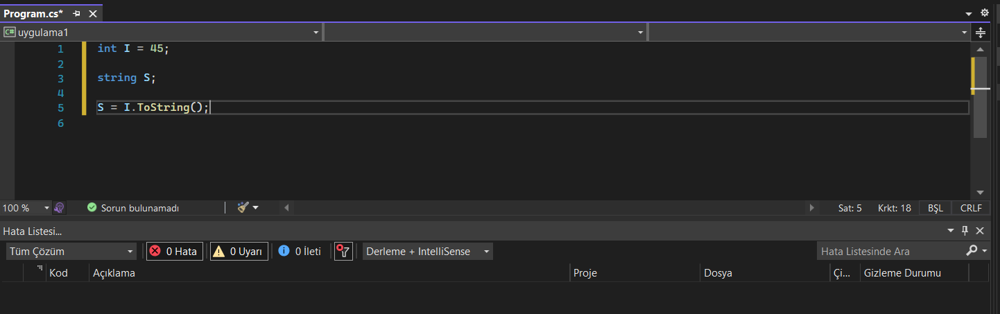 Program.cs*
C# uygulama1
1 int I = 45;
2
3 string S;
4
5 S = I.ToString();
6
100 % Sorun bulunamadı Sat: 5 Krkt: 18 BŞL CRLF
Hata Listesi...
Tüm Çözüm 0 Hata 0 Uyarı 0 İleti Derleme + IntelliSense Hata Listesinde Ara
Kod Açıklama Proje Dosya Çi... Gizleme Durumu